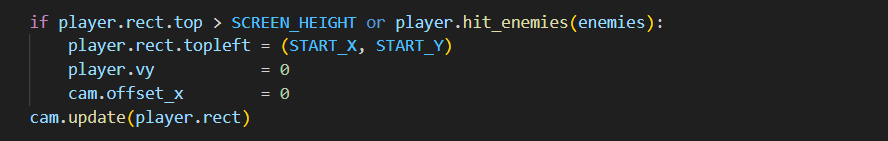 if player.rect.top > SCREEN_HEIGHT or player.hit_enemies(enemies):
    player.rect.topleft = (START_X, START_Y)
    player.vy           = 0
    cam.offset_x        = 0
cam.update(player.rect)